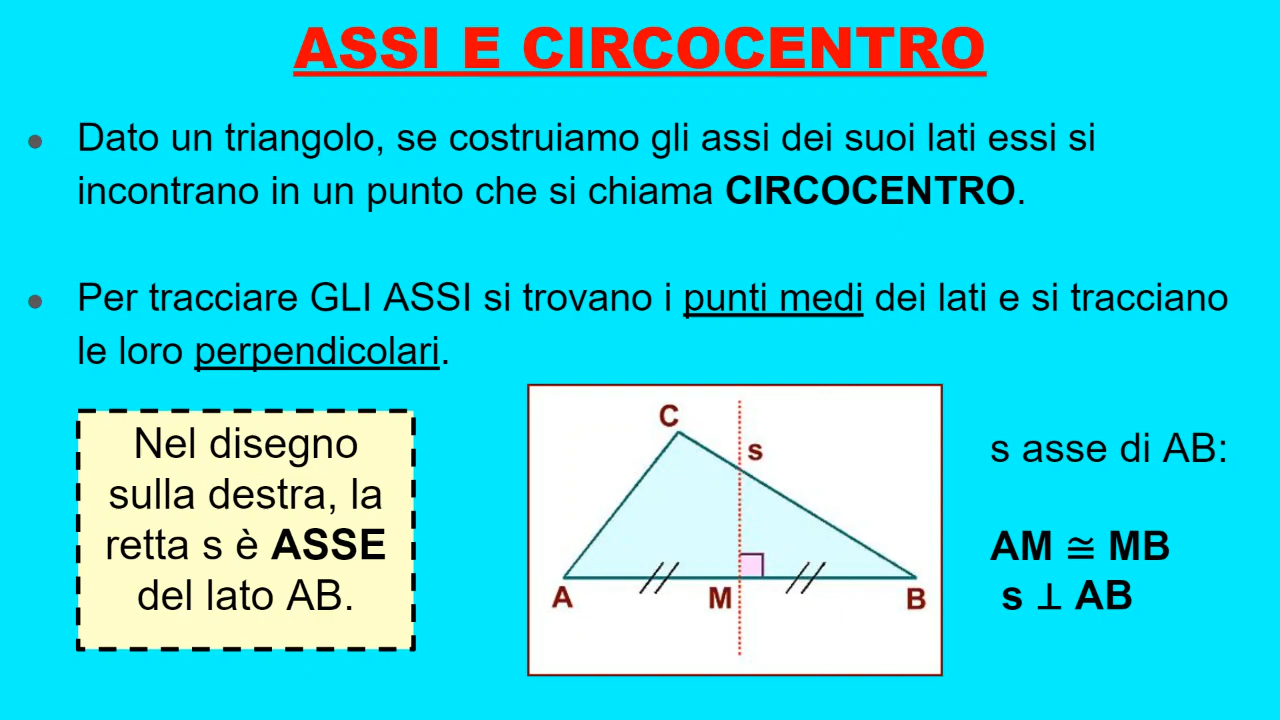 ASSI E CIRCOCENTRO
● Dato un triangolo, se costruiamo gli assi dei suoi lati essi si
incontrano in un punto che si chiama CIRCOCENTRO.
● Per tracciare GLI ASSI si trovano i punti medi dei lati e si tracciano
le loro perpendicolari.
Nel disegno
sulla destra, la
retta s è ASSE
del lato AB.
C
s
A
M
B
s asse di AB:
AM ≅ MB
s ⊥ AB